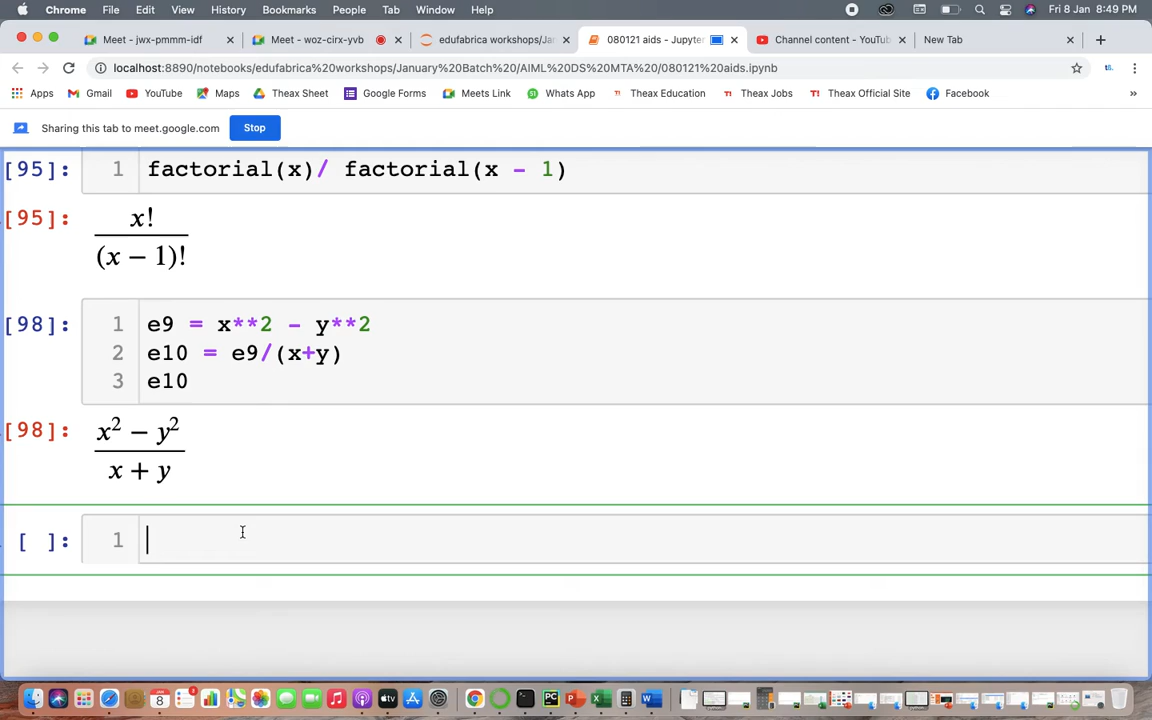 Chrome File Edit View History Bookmarks People Tab Window Help Fri 8 Jan 8:49 PM
Meet - jwx-pmmm-idf Meet - woz-cirx-yvb edufabrica workshops/Jan 080121 aids - Jupyter Channel content - YouTu New Tab
localhost:8890/notebooks/edufabrica%20workshops/January%20Batch/AIML%20DS%20MTA%20/080121%20aids.ipynb
Apps Gmail YouTube Maps Theax Sheet Google Forms Meets Link Whats App Theax Education Theax Jobs Theax Official Site Facebook »
Sharing this tab to meet.google.com Stop
[95]: 1 factorial(x)/ factorial(x - 1)
[95]: x!
(x − 1)!
[98]: 1 e9 = x**2 - y**2
2 e10 = e9/(x+y)
3 e10
[98]: x² − y²
x + y
[ ]: 1